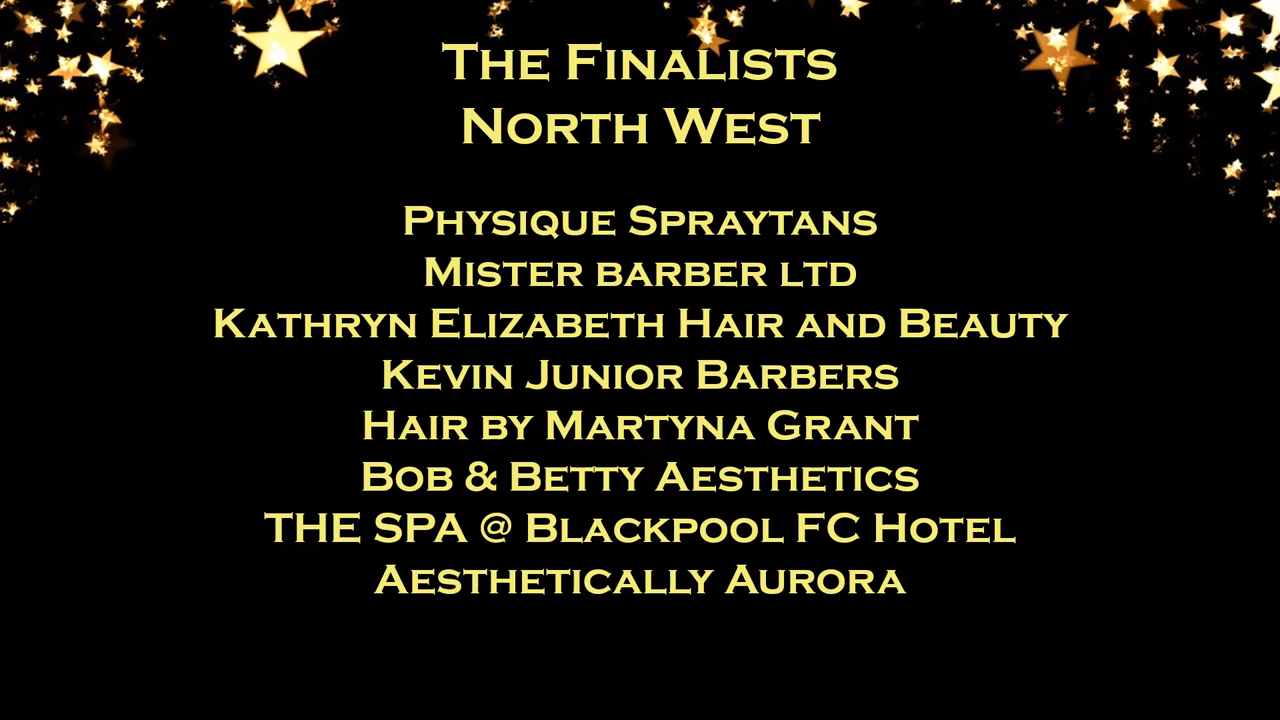 The Finalists
North West
Physique Spraytans
Mister barber ltd
Kathryn Elizabeth Hair and Beauty
Kevin Junior Barbers
Hair by Martyna Grant
Bob & Betty Aesthetics
THE SPA @ Blackpool FC Hotel
Aesthetically Aurora